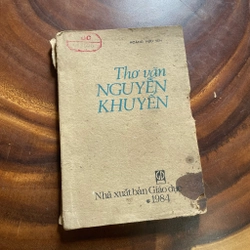 Thơ văn
NGUYỄN
KHUYẾN
Nhà xuất bản Giáo dục
1984